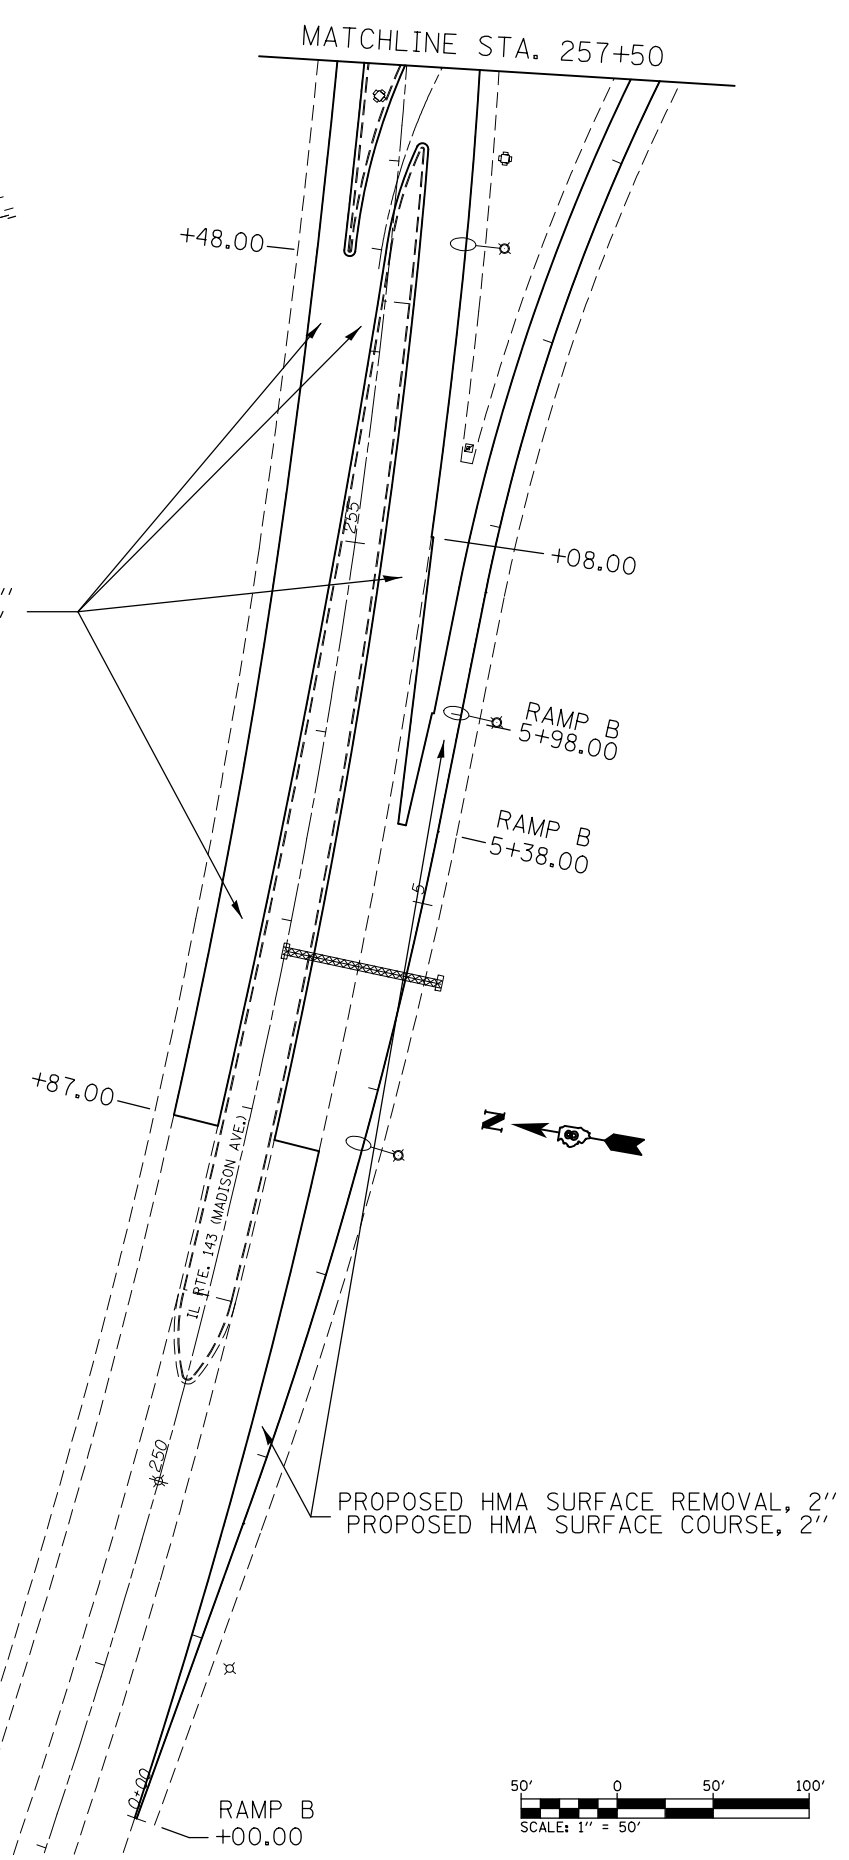 MATCHLINE STA. 257+50
+48.00
255
+08.00
RAMP B
5+98.00
RAMP B
5+38.00
5
+87.00
N
IL RTE. 143 (MADISON AVE.)
250
PROPOSED HMA SURFACE REMOVAL, 2"
PROPOSED HMA SURFACE COURSE, 2"
0+00
50' 0 50' 100'
SCALE: 1" = 50'
RAMP B
+00.00